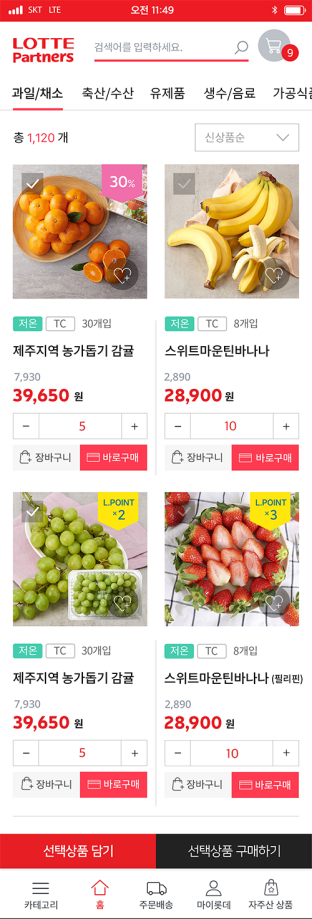 SKT LTE 오전 11:49
LOTTE
Partners
검색어를 입력하세요.
9
과일/채소 축산/수산 유제품 생수/음료 가공식품
총 1,120 개
신상품순
30%
저온 TC 30개입
제주지역 농가돕기 감귤
7,930
39,650 원
- 5 +
장바구니 바로구매
저온 TC 8개입
스위트마운틴바나나
2,890
28,900 원
- 10 +
장바구니 바로구매
L.POINT
×2
저온 TC 30개입
제주지역 농가돕기 감귤
7,930
39,650 원
- 5 +
장바구니 바로구매
L.POINT
×3
저온 TC 8개입
스위트마운틴바나나 (필리핀)
2,890
28,900 원
- 10 +
장바구니 바로구매
선택상품 담기 선택상품 구매하기
카테고리 홈 주문배송 마이롯데 자주산 상품